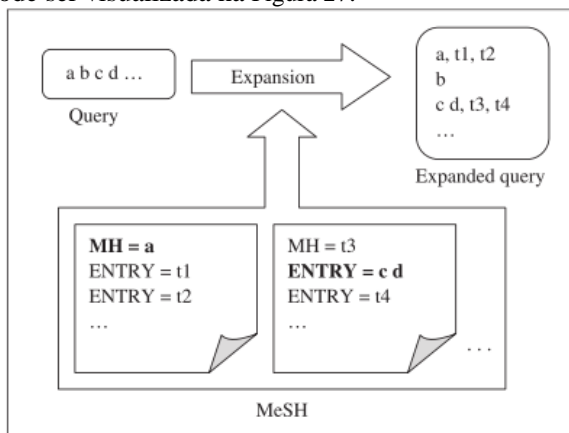 ode ser visualizada na Figura 27.
a b c d ...
Query
Expansion
a, t1, t2
b
c d, t3, t4
...
Expanded query
MH = a
ENTRY = t1
ENTRY = t2
...
MH = t3
ENTRY = c d
ENTRY = t4
...
...
MeSH